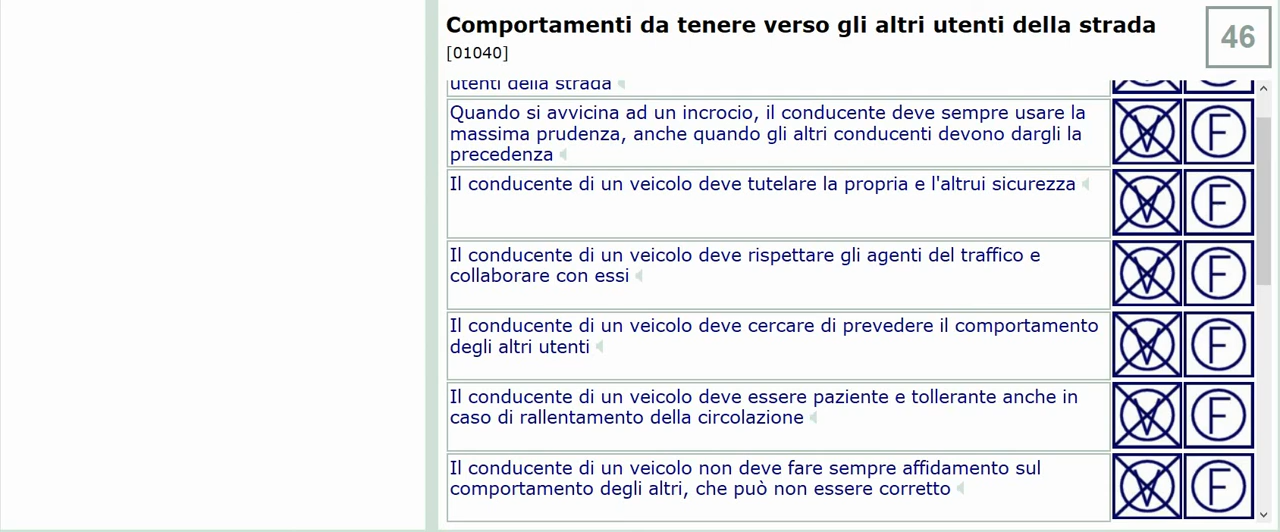 Comportamenti da tenere verso gli altri utenti della strada
46
[01040]
utenti della strada
V F
Quando si avvicina ad un incrocio, il conducente deve sempre usare la
massima prudenza, anche quando gli altri conducenti devono dargli la
precedenza
V F
Il conducente di un veicolo deve tutelare la propria e l'altrui sicurezza
V F
Il conducente di un veicolo deve rispettare gli agenti del traffico e
collaborare con essi
V F
Il conducente di un veicolo deve cercare di prevedere il comportamento
degli altri utenti
V F
Il conducente di un veicolo deve essere paziente e tollerante anche in
caso di rallentamento della circolazione
V F
Il conducente di un veicolo non deve fare sempre affidamento sul
comportamento degli altri, che può non essere corretto
V F